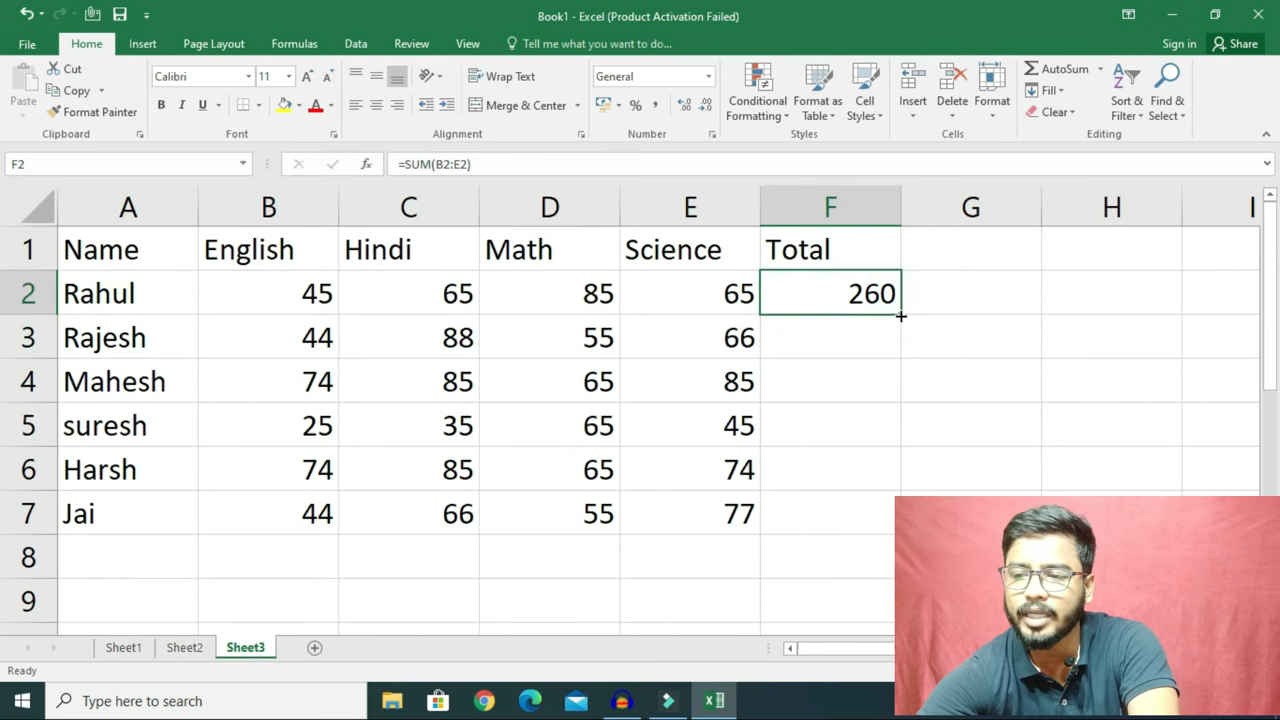 Book1 - Excel (Product Activation Failed)
File Home Insert Page Layout Formulas Data Review View Tell me what you want to do... Sign in Share
Paste Cut Copy Format Painter Clipboard
Calibri 11 B I U Font
Wrap Text Merge & Center Alignment
General % , Number
Conditional Formatting Format as Table Cell Styles Styles
Insert Delete Format Cells
AutoSum Fill Clear Sort & Filter Find & Select Editing
F2 fx =SUM(B2:E2)
A B C D E F G H I
1 Name English Hindi Math Science Total
2 Rahul 45 65 85 65 260
3 Rajesh 44 88 55 66
4 Mahesh 74 85 65 85
5 suresh 25 35 65 45
6 Harsh 74 85 65 74
7 Jai 44 66 55 77
8
9
Sheet1 Sheet2 Sheet3
Ready
Type here to search